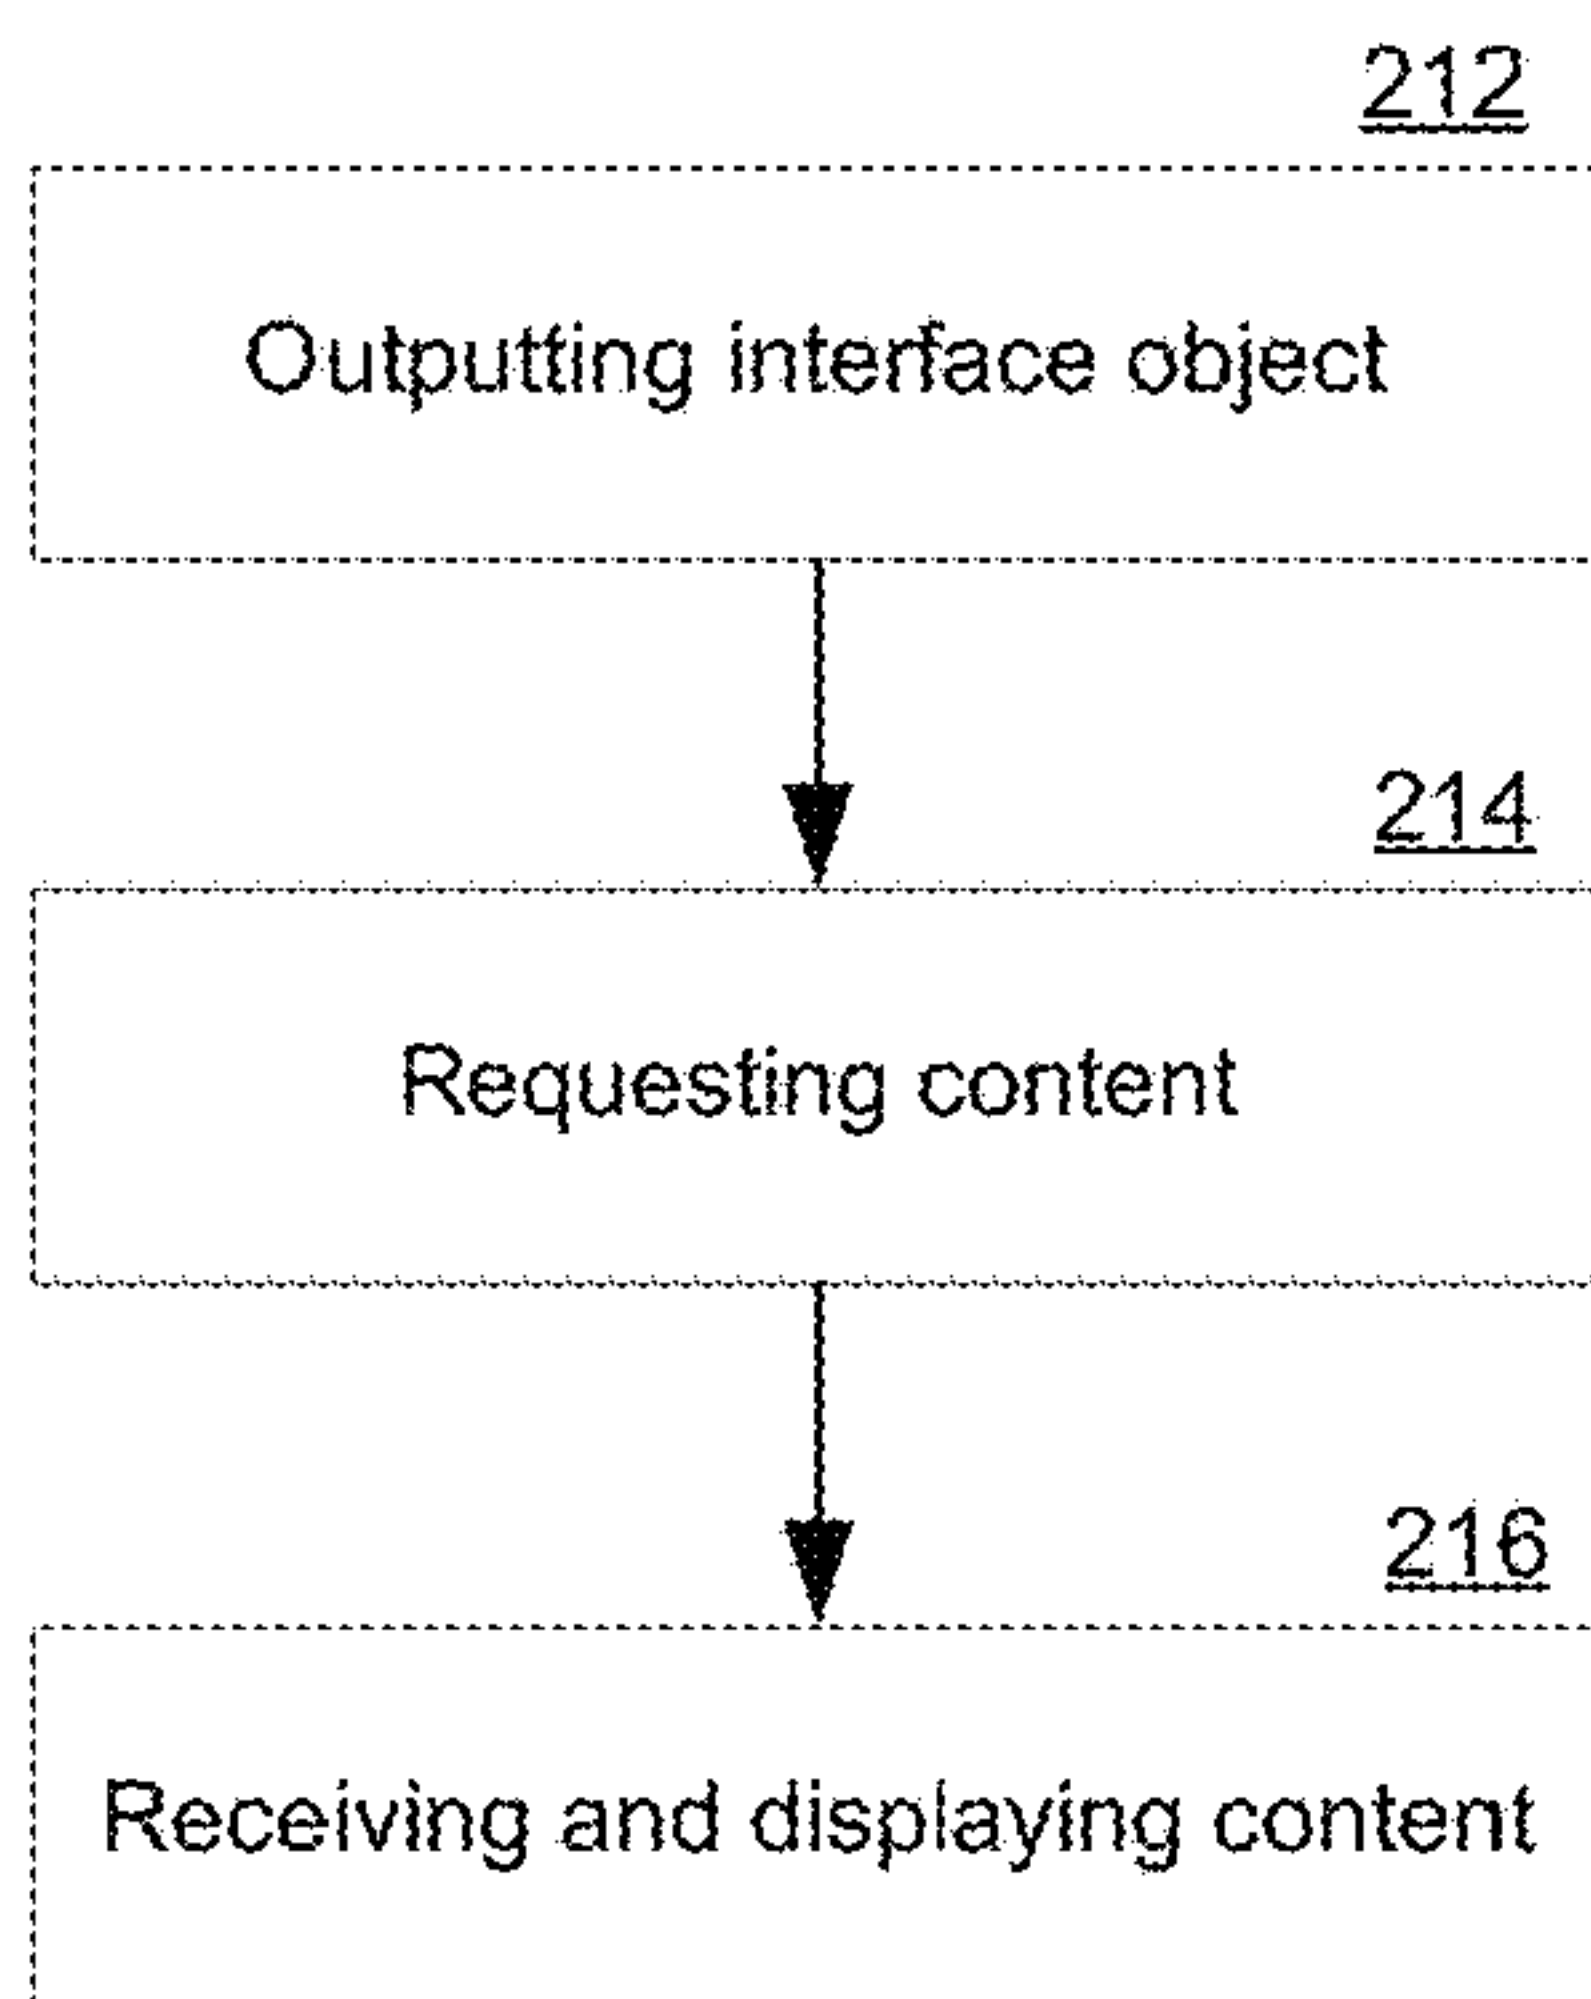 212
Outputting interface object
214
Requesting content
216
Receiving and displaying content